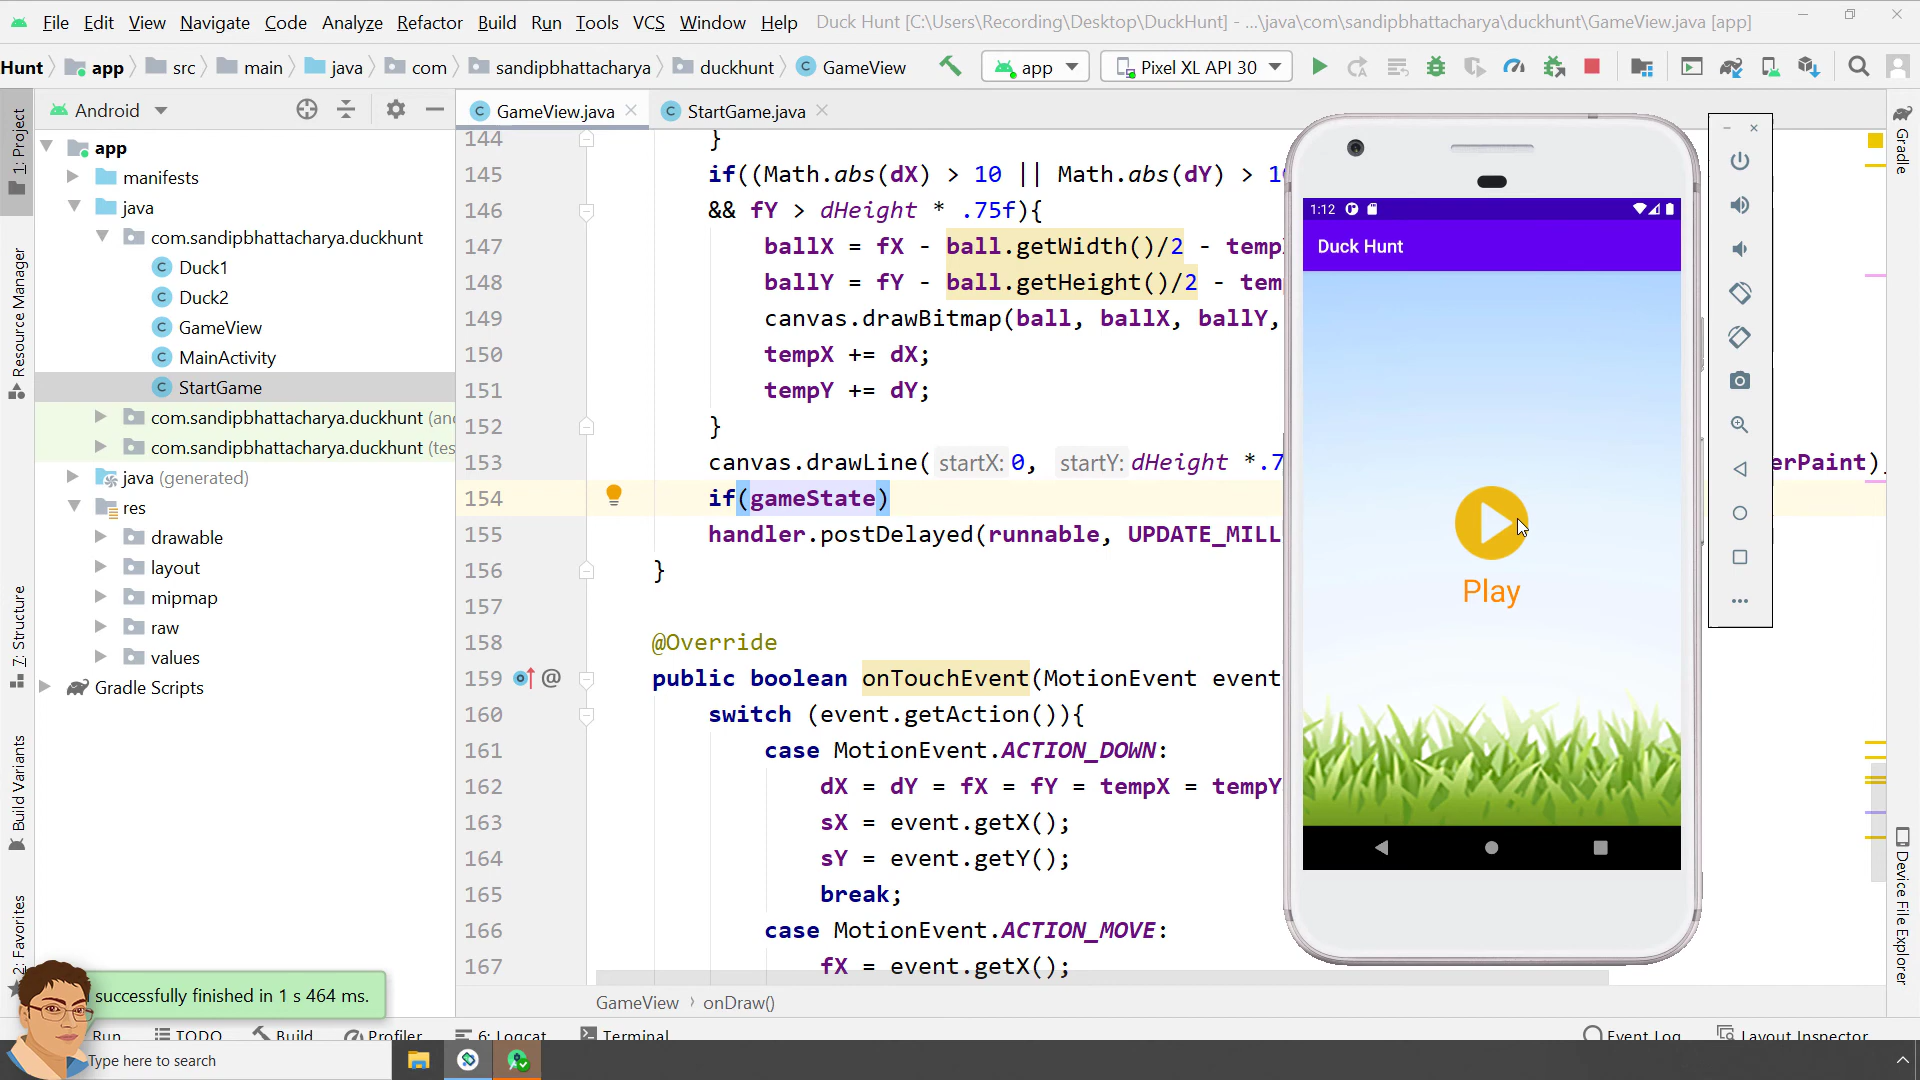 File Edit View Navigate Code Analyze Refactor Build Run Tools VCS Window Help Duck Hunt [C:\Users\Recording\Desktop\DuckHunt] - ...\java\com\sandipbhattacharya\duckhunt\GameView.java [app]
Hunt app src main java com sandipbhattacharya duckhunt GameView app Pixel XL API 30
Android
GameView.java StartGame.java
1: Project
Resource Manager
7: Structure
Build Variants
2: Favorites
app
manifests
java
com.sandipbhattacharya.duckhunt
Duck1
Duck2
GameView
MainActivity
StartGame
com.sandipbhattacharya.duckhunt (an
com.sandipbhattacharya.duckhunt (tes
java (generated)
res
drawable
layout
mipmap
raw
values
Gradle Scripts
144 }
145 if((Math.abs(dX) > 10 || Math.abs(dY) > 1
146 && fY > dHeight * .75f){
147 ballX = fX - ball.getWidth()/2 - temp
148 ballY = fY - ball.getHeight()/2 - tem
149 canvas.drawBitmap(ball, ballX, ballY,
150 tempX += dX;
151 tempY += dY;
152 }
153 canvas.drawLine( startX: 0, startY: dHeight *.7 erPaint)
154 if(gameState)
155 handler.postDelayed(runnable, UPDATE_MILL
156 }
157
158 @Override
159 public boolean onTouchEvent(MotionEvent event
160 switch (event.getAction()){
161 case MotionEvent.ACTION_DOWN:
162 dX = dY = fX = fY = tempX = tempY
163 sX = event.getX();
164 sY = event.getY();
165 break;
166 case MotionEvent.ACTION_MOVE:
167 fX = event.getX();
GameView onDraw()
1:12
Duck Hunt
Play
Gradle
Device File Explorer
successfully finished in 1 s 464 ms.
Run TODO Build Profiler 6: Logcat Terminal Event Log Layout Inspector
Type here to search